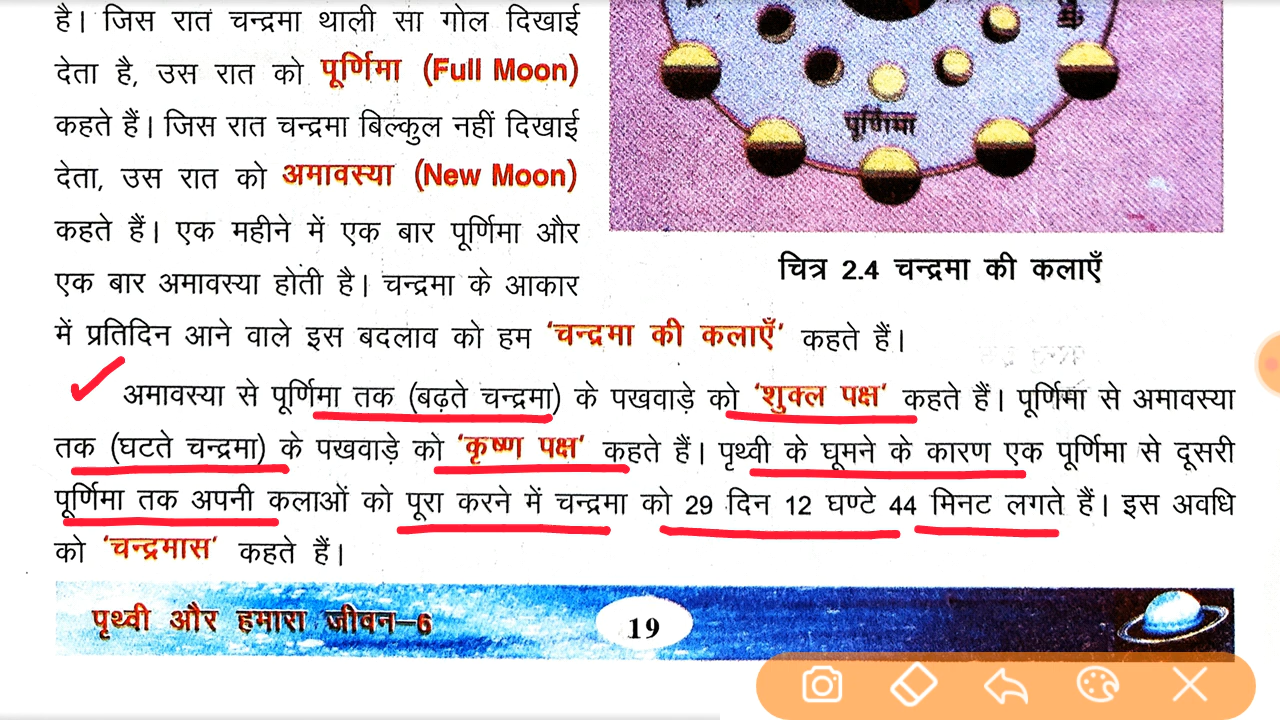 है। जिस रात चन्द्रमा थाली सा गोल दिखाई
देता है, उस रात को पूर्णिमा (Full Moon)
कहते हैं। जिस रात चन्द्रमा बिल्कुल नहीं दिखाई
देता, उस रात को अमावस्या (New Moon)
कहते हैं। एक महीने में एक बार पूर्णिमा और
एक बार अमावस्या होती है। चन्द्रमा के आकार
में प्रतिदिन आने वाले इस बदलाव को हम 'चन्द्रमा की कलाएँ' कहते हैं।
पूर्णिमा
चित्र 2.4 चन्द्रमा की कलाएँ
अमावस्या से पूर्णिमा तक (बढ़ते चन्द्रमा) के पखवाड़े को 'शुक्ल पक्ष' कहते हैं। पूर्णिमा से अमावस्या
तक (घटते चन्द्रमा) के पखवाड़े को 'कृष्ण पक्ष' कहते हैं। पृथ्वी के घूमने के कारण एक पूर्णिमा से दूसरी
पूर्णिमा तक अपनी कलाओं को पूरा करने में चन्द्रमा को 29 दिन 12 घण्टे 44 मिनट लगते हैं। इस अवधि
को 'चन्द्रमास' कहते हैं।
पृथ्वी और हमारा जीवन–6
19